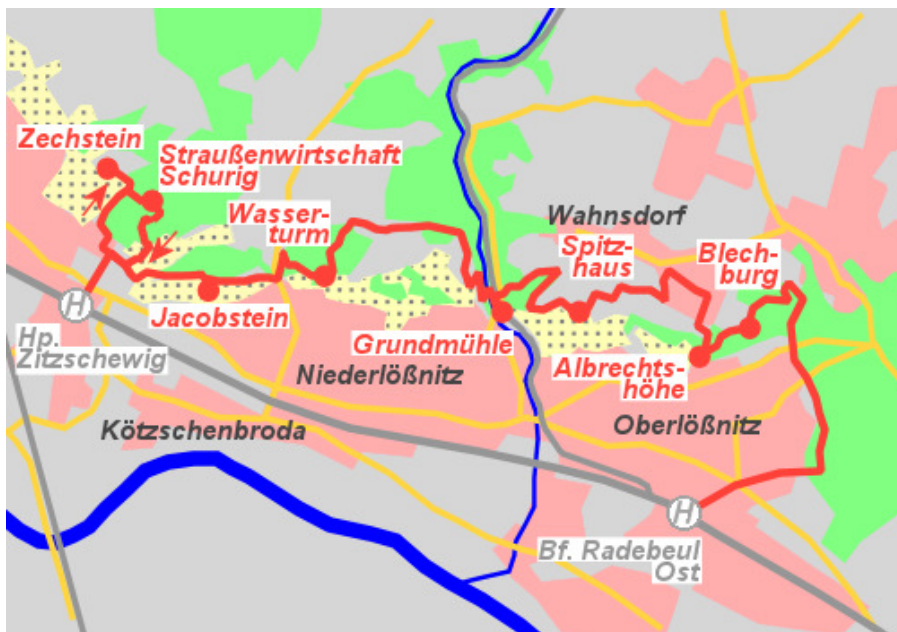 Zechstein
Straußenwirtschaft
Schurig
Wasser-
turm
Wahnsdorf
Spitz-
haus
Blech-
burg
Jacobstein
Grundmühle
Albrechts-
höhe
H
Hp.
Zitzschewig
Niederlößnitz
Oberlößnitz
Kötzschenbroda
H
Bf. Radebeul
Ost